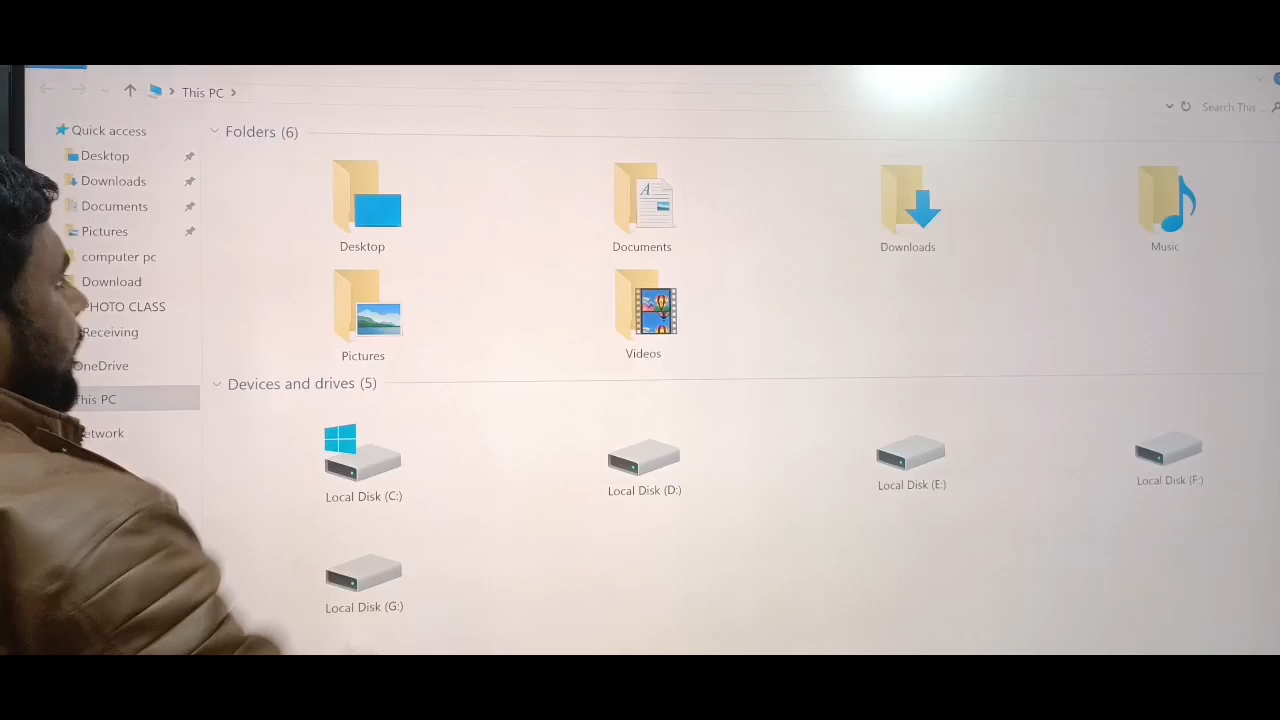 This PC
Search This ...
Quick access
Desktop
Downloads
Documents
Pictures
computer pc
Download
PHOTO CLASS
Receiving
OneDrive
This PC
Network
Folders (6)
Desktop
Documents
Downloads
Music
Pictures
Videos
Devices and drives (5)
Local Disk (C:)
Local Disk (D:)
Local Disk (E:)
Local Disk (F:)
Local Disk (G:)